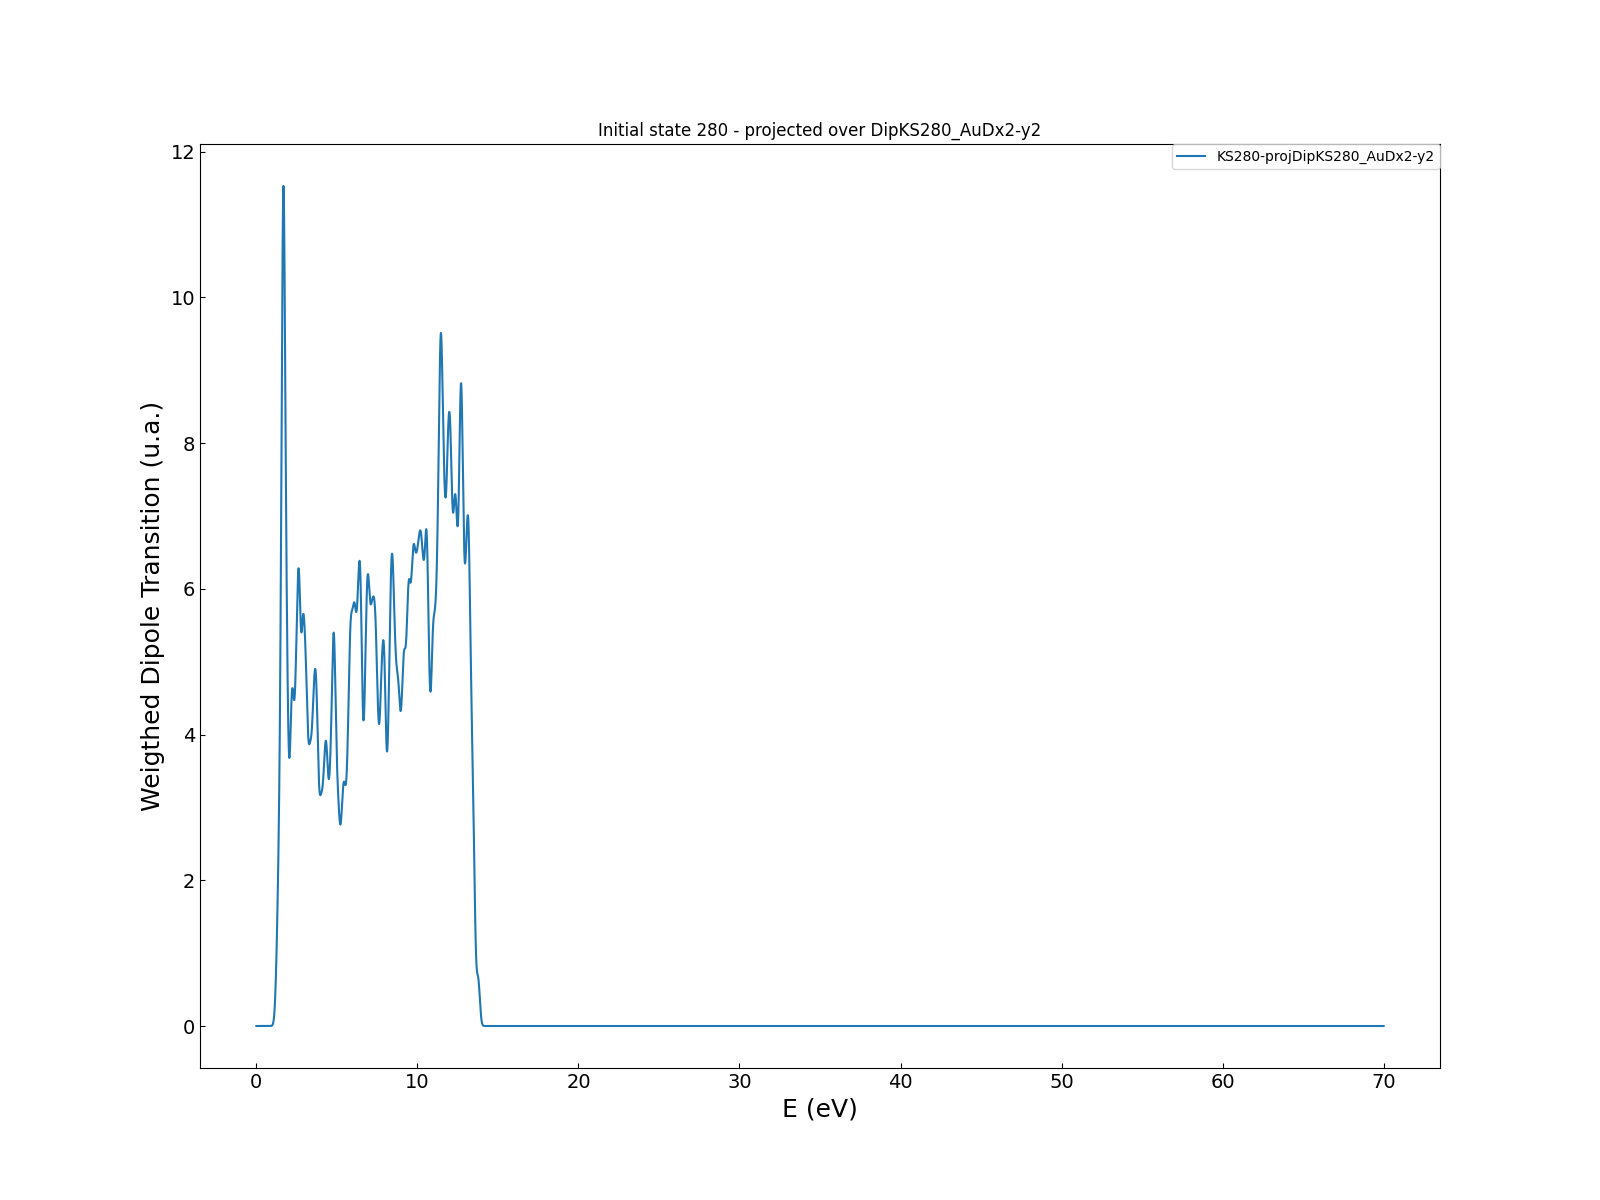 Initial state 280 - projected over DipKS280_AuDx2-y2
KS280-projDipKS280_AuDx2-y2
Weigthed Dipole Transition (u.a.)
12
10
8
6
4
2
0
0 10 20 30 40 50 60 70
E (eV)